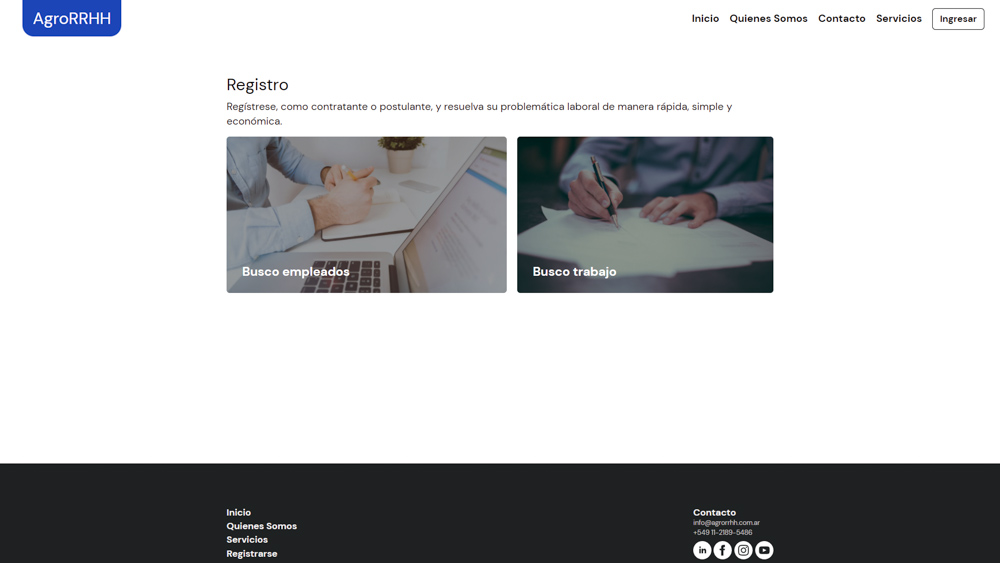 AgroRRHH
Inicio
Quienes Somos
Contacto
Servicios
Ingresar
Registro
Regístrese, como contratante o postulante, y resuelva su problemática laboral de manera rápida, simple y
económica.
Busco empleados
Busco trabajo
Inicio
Quienes Somos
Servicios
Registrarse
Contacto
info@agrorrhh.com.ar
+549 11-2189-5486
in